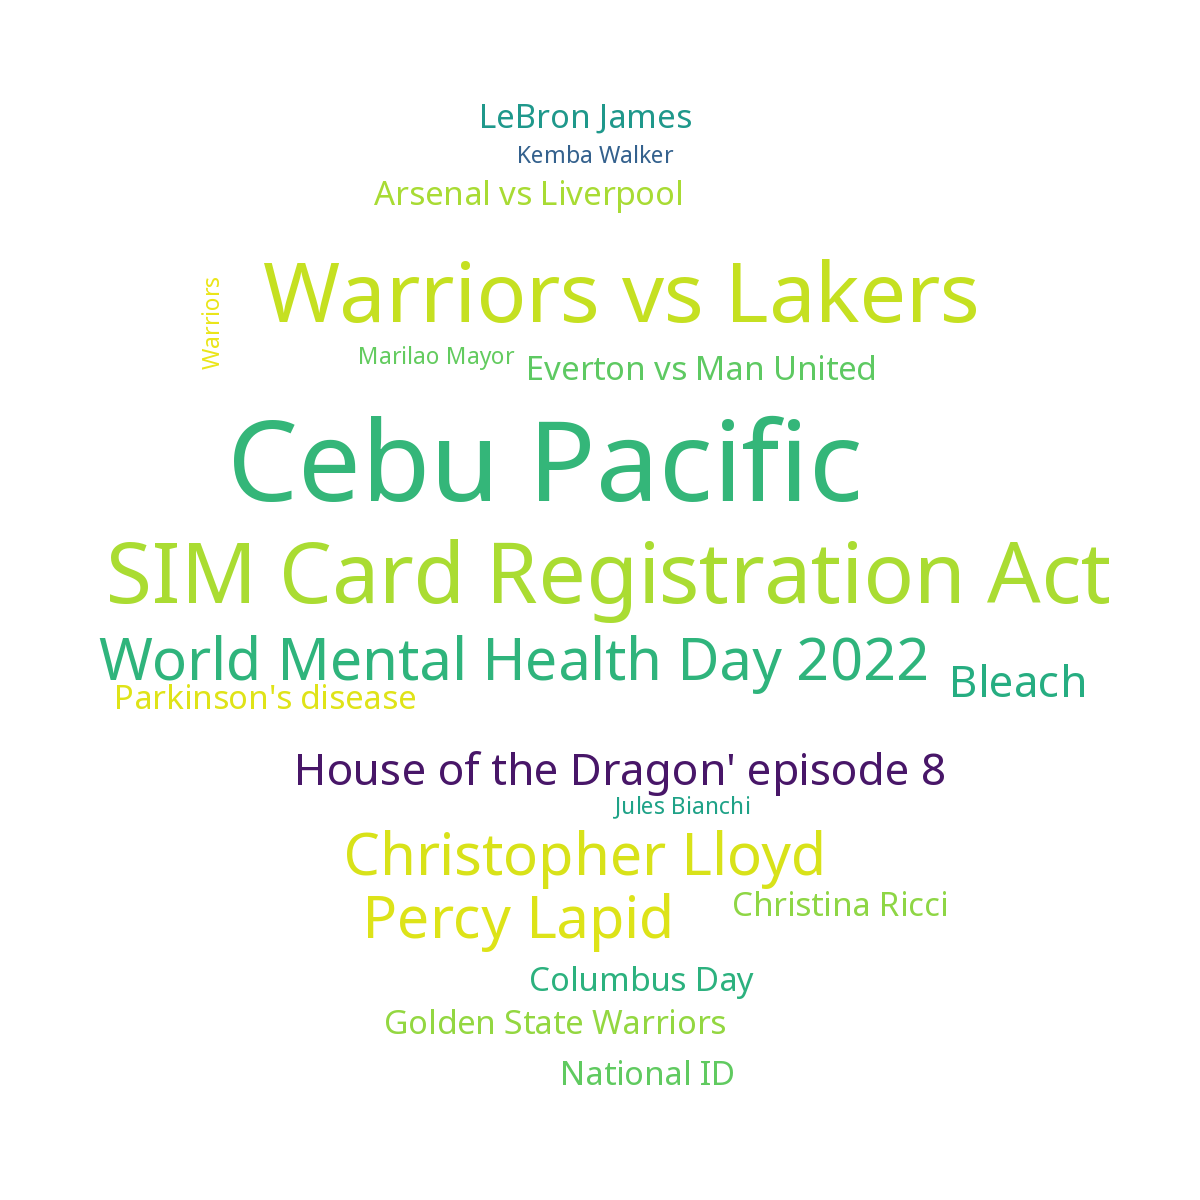 LeBron James
Kemba Walker
Arsenal vs Liverpool
Warriors vs Lakers
Warriors
Marilao Mayor
Everton vs Man United
Cebu Pacific
SIM Card Registration Act
World Mental Health Day 2022
Bleach
Parkinson's disease
House of the Dragon' episode 8
Jules Bianchi
Christopher Lloyd
Percy Lapid
Christina Ricci
Columbus Day
Golden State Warriors
National ID